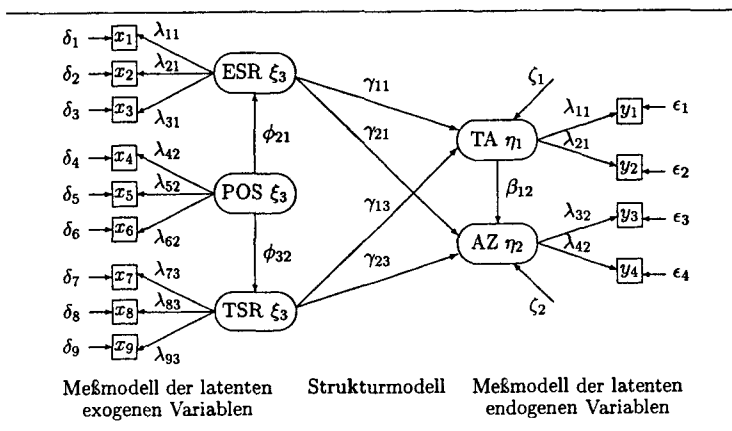 δ₁ x₁ λ₁₁
δ₂ x₂ λ₂₁ ESR ξ₃
δ₃ x₃ λ₃₁
δ₄ x₄ λ₄₂
δ₅ x₅ λ₅₂ POS ξ₃
δ₆ x₆ λ₆₂
δ₇ x₇ λ₇₃
δ₈ x₈ λ₈₃ TSR ξ₃
δ₉ x₉ λ₉₃
ϕ₂₁
ϕ₃₂
γ₁₁
γ₂₁
γ₁₃
γ₂₃
ζ₁
TA η₁
β₁₂
AZ η₂
ζ₂
λ₁₁ y₁ ϵ₁
λ₂₁ y₂ ϵ₂
λ₃₂ y₃ ϵ₃
λ₄₂ y₄ ϵ₄
Meßmodell der latenten
exogenen Variablen
Strukturmodell
Meßmodell der latenten
endogenen Variablen